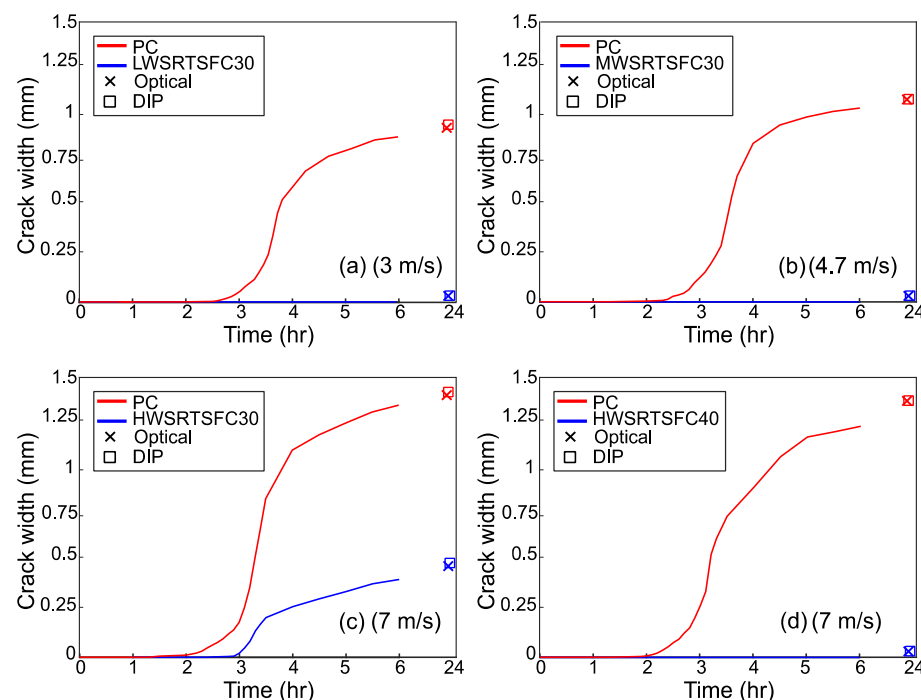 1.5
1.25
1
0.75
0.5
0.25
0
Crack width (mm)
PC
LWSRTSFC30
Optical
DIP
(a) (3 m/s)
0 1 2 3 4 5 6 24
Time (hr)
1.5
1.25
1
0.75
0.5
0.25
0
Crack width (mm)
PC
MWSRTSFC30
Optical
DIP
(b) (4.7 m/s)
0 1 2 3 4 5 6 24
Time (hr)
1.5
1.25
1
0.75
0.5
0.25
0
Crack width (mm)
PC
HWSRTSFC30
Optical
DIP
(c) (7 m/s)
0 1 2 3 4 5 6 24
Time (hr)
1.5
1.25
1
0.75
0.5
0.25
0
Crack width (mm)
PC
HWSRTSFC40
Optical
DIP
(d) (7 m/s)
0 1 2 3 4 5 6 24
Time (hr)